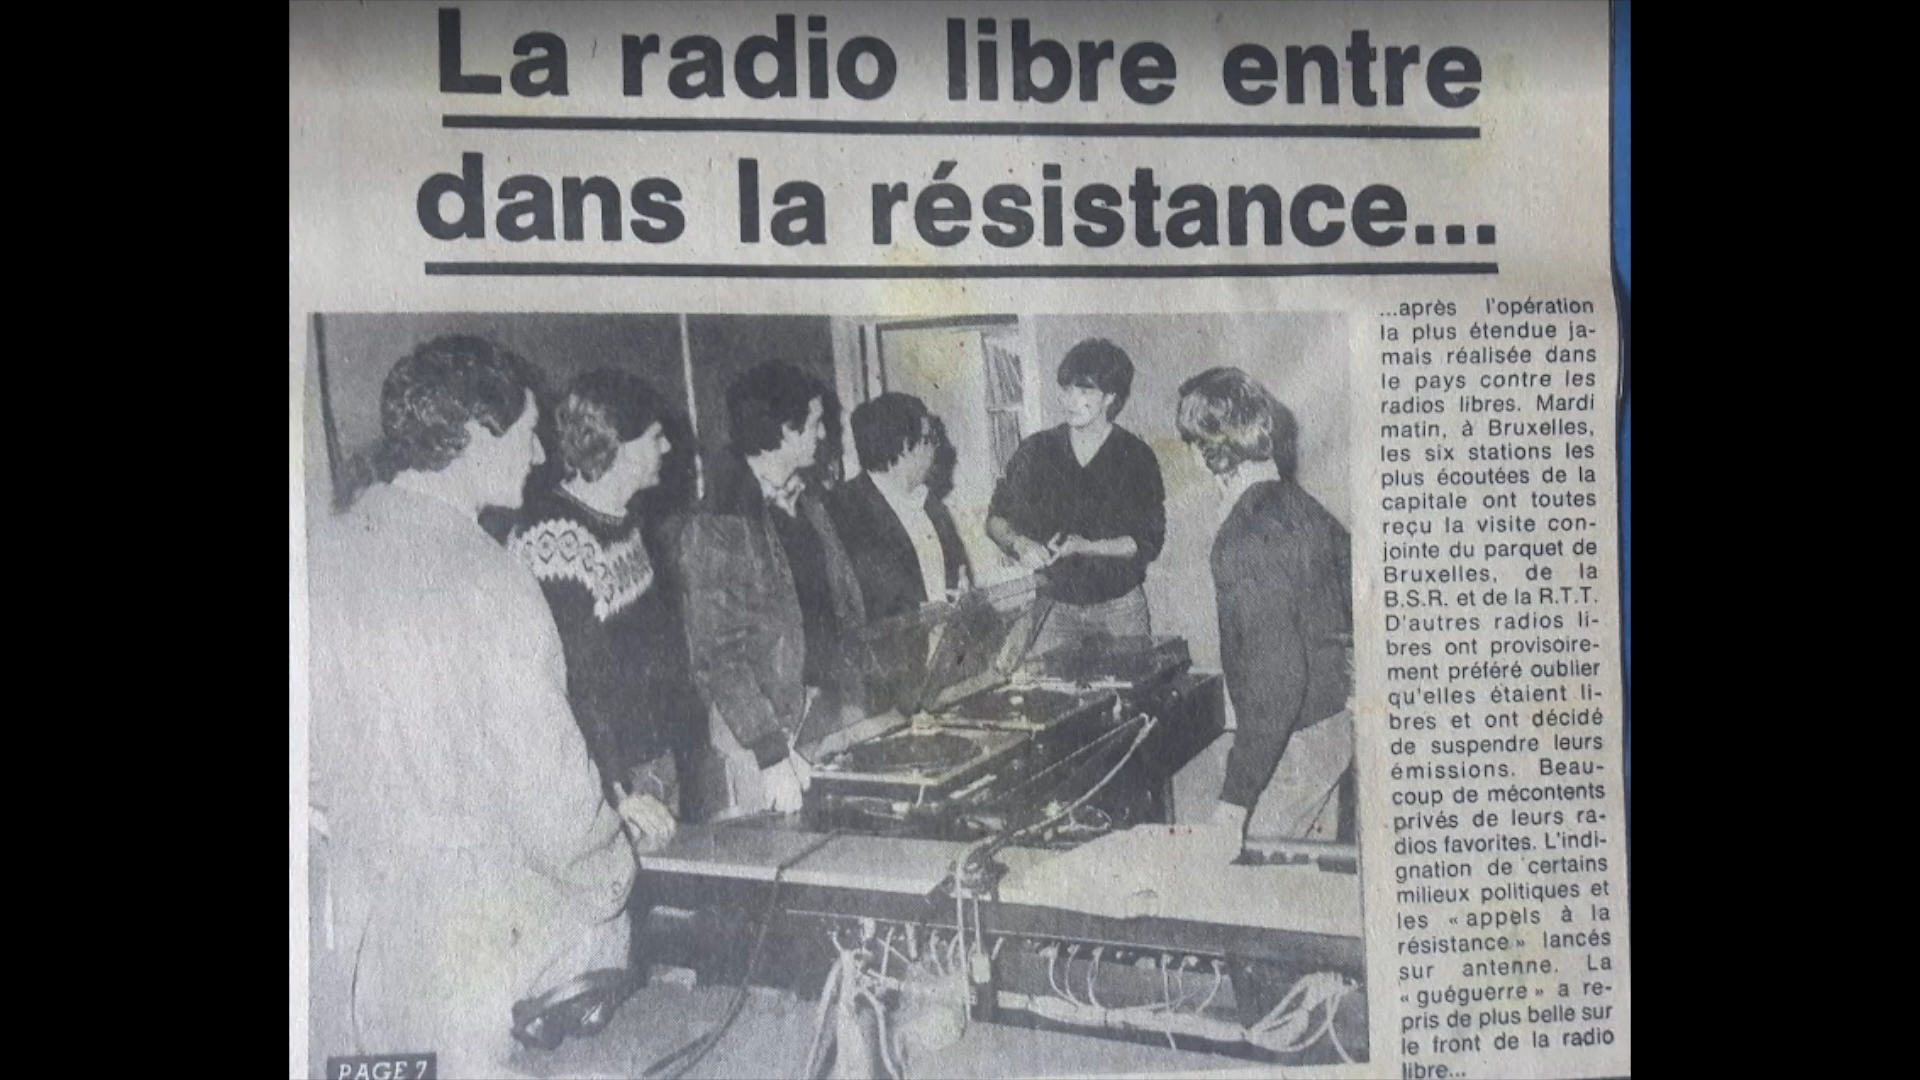 La radio libre entre
dans la résistance...
...après l'opération
la plus étendue ja-
mais réalisée dans
le pays contre les
radios libres. Mardi
matin, à Bruxelles,
les six stations les
plus écoutées de la
capitale ont toutes
reçu la visite con-
jointe du parquet de
Bruxelles, de la
B.S.R. et de la R.T.T.
D'autres radios li-
bres ont provisoire-
ment préféré oublier
qu'elles étaient li-
bres et ont décidé
de suspendre leurs
émissions. Beau-
coup de mécontents
privés de leurs ra-
dios favorites. L'indi-
gnation de certains
milieux politiques et
les « appels à la
résistance » lancés
sur antenne. La
« guéguerre » a re-
pris de plus belle sur
le front de la radio
libre...
PAGE 7